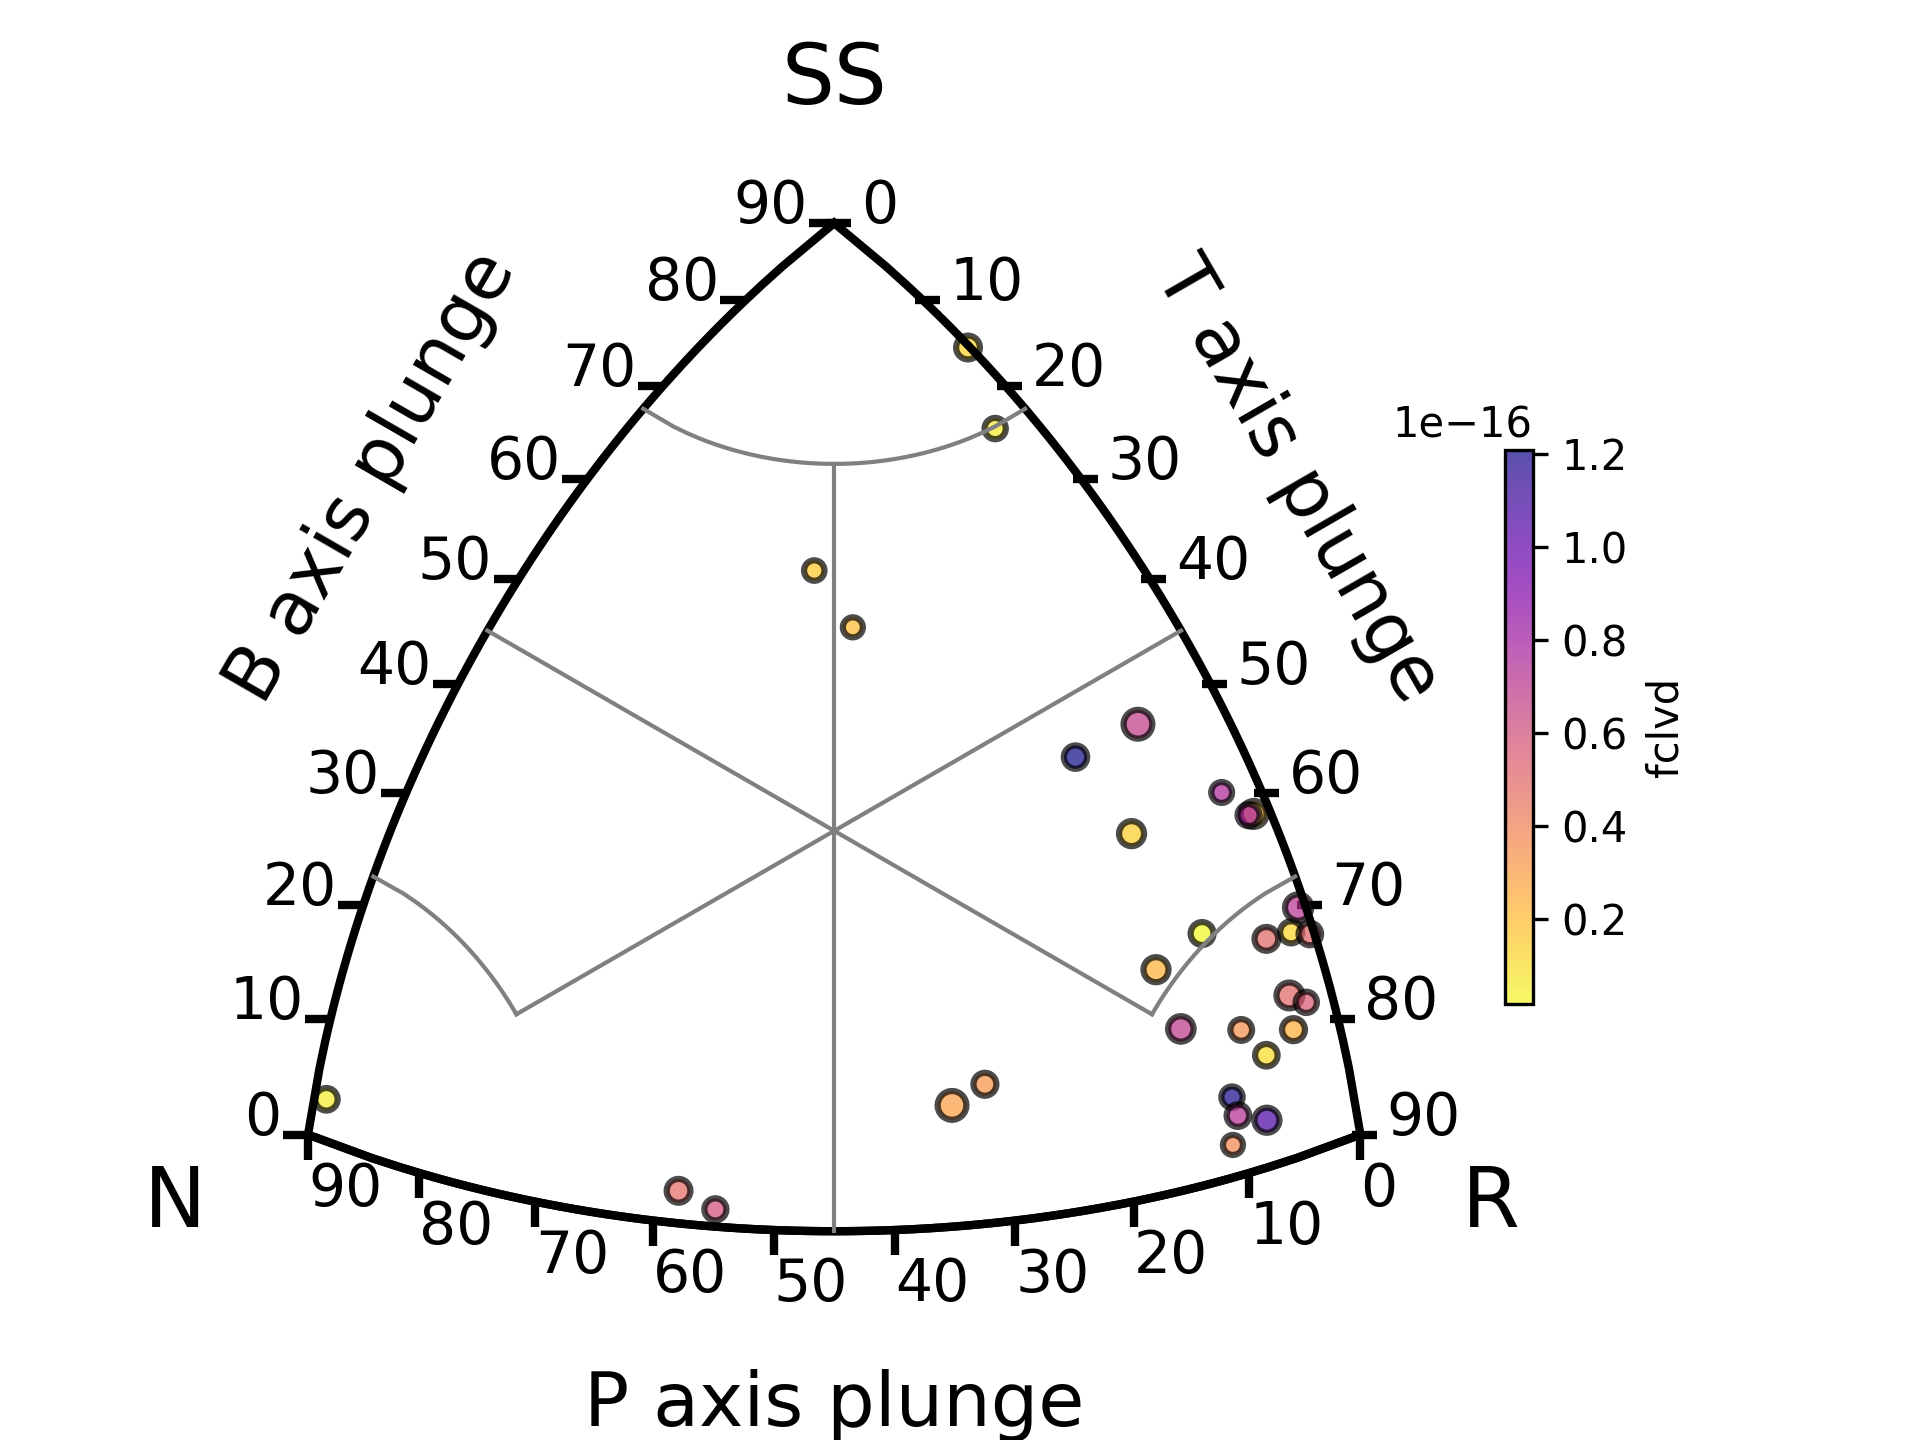 SS
90 0
80 10
70 20
60 30
50 40
40 50
30 60
20 70
10 80
0 90
B axis plunge
T axis plunge
N
R
90 80 70 60 50 40 30 20 10 0
P axis plunge
1e−16
1.2
1.0
0.8
0.6
0.4
0.2
fclvd